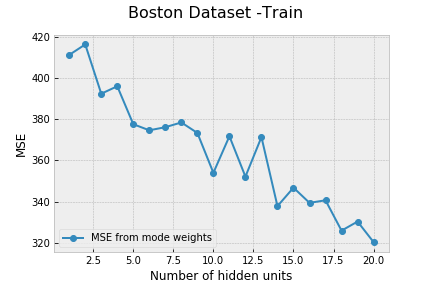 Boston Dataset -Train
420
400
380
360
340
320
MSE
MSE from mode weights
2.5 5.0 7.5 10.0 12.5 15.0 17.5 20.0
Number of hidden units